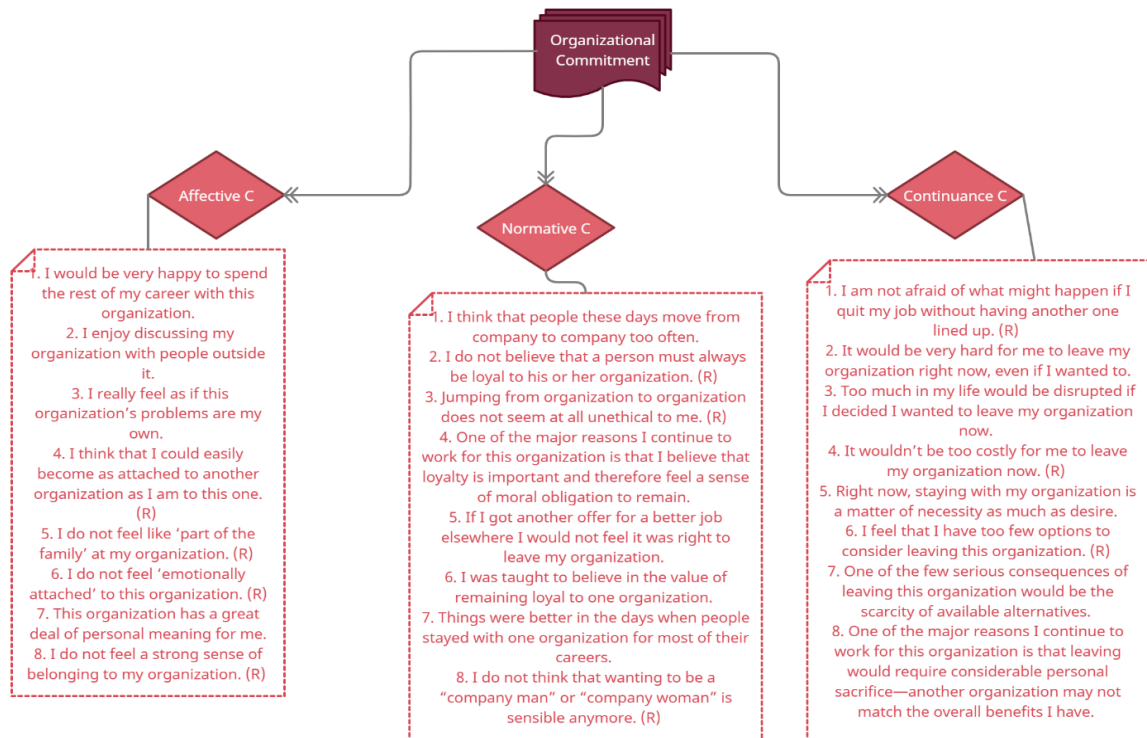 Organizational
Commitment
Affective C
Normative C
Continuance C
1. I would be very happy to spend
the rest of my career with this
organization.
2. I enjoy discussing my
organization with people outside
it.
3. I really feel as if this
organization’s problems are my
own.
4. I think that I could easily
become as attached to another
organization as I am to this one.
(R)
5. I do not feel like ‘part of the
family’ at my organization. (R)
6. I do not feel ‘emotionally
attached’ to this organization. (R)
7. This organization has a great
deal of personal meaning for me.
8. I do not feel a strong sense of
belonging to my organization. (R)
1. I think that people these days move from
company to company too often.
2. I do not believe that a person must always
be loyal to his or her organization. (R)
3. Jumping from organization to organization
does not seem at all unethical to me. (R)
4. One of the major reasons I continue to
work for this organization is that I believe that
loyalty is important and therefore feel a
sense of moral obligation to remain.
5. If I got another offer for a better job
elsewhere I would not feel it was right to
leave my organization.
6. I was taught to believe in the value of
remaining loyal to one organization.
7. Things were better in the days when people
stayed with one organization for most of their
careers.
8. I do not think that wanting to be a
“company man” or “company woman” is
sensible anymore. (R)
1. I am not afraid of what might happen if I
quit my job without having another one
lined up. (R)
2. It would be very hard for me to leave my
organization right now, even if I wanted to.
3. Too much in my life would be disrupted if
I decided I wanted to leave my organization
now.
4. It wouldn’t be too costly for me to leave
my organization now. (R)
5. Right now, staying with my organization is
a matter of necessity as much as desire.
6. I feel that I have too few options to
consider leaving this organization. (R)
7. One of the few serious consequences of
leaving this organization would be the
scarcity of available alternatives.
8. One of the major reasons I continue to
work for this organization is that leaving
would require considerable personal
sacrifice—another organization may not
match the overall benefits I have.